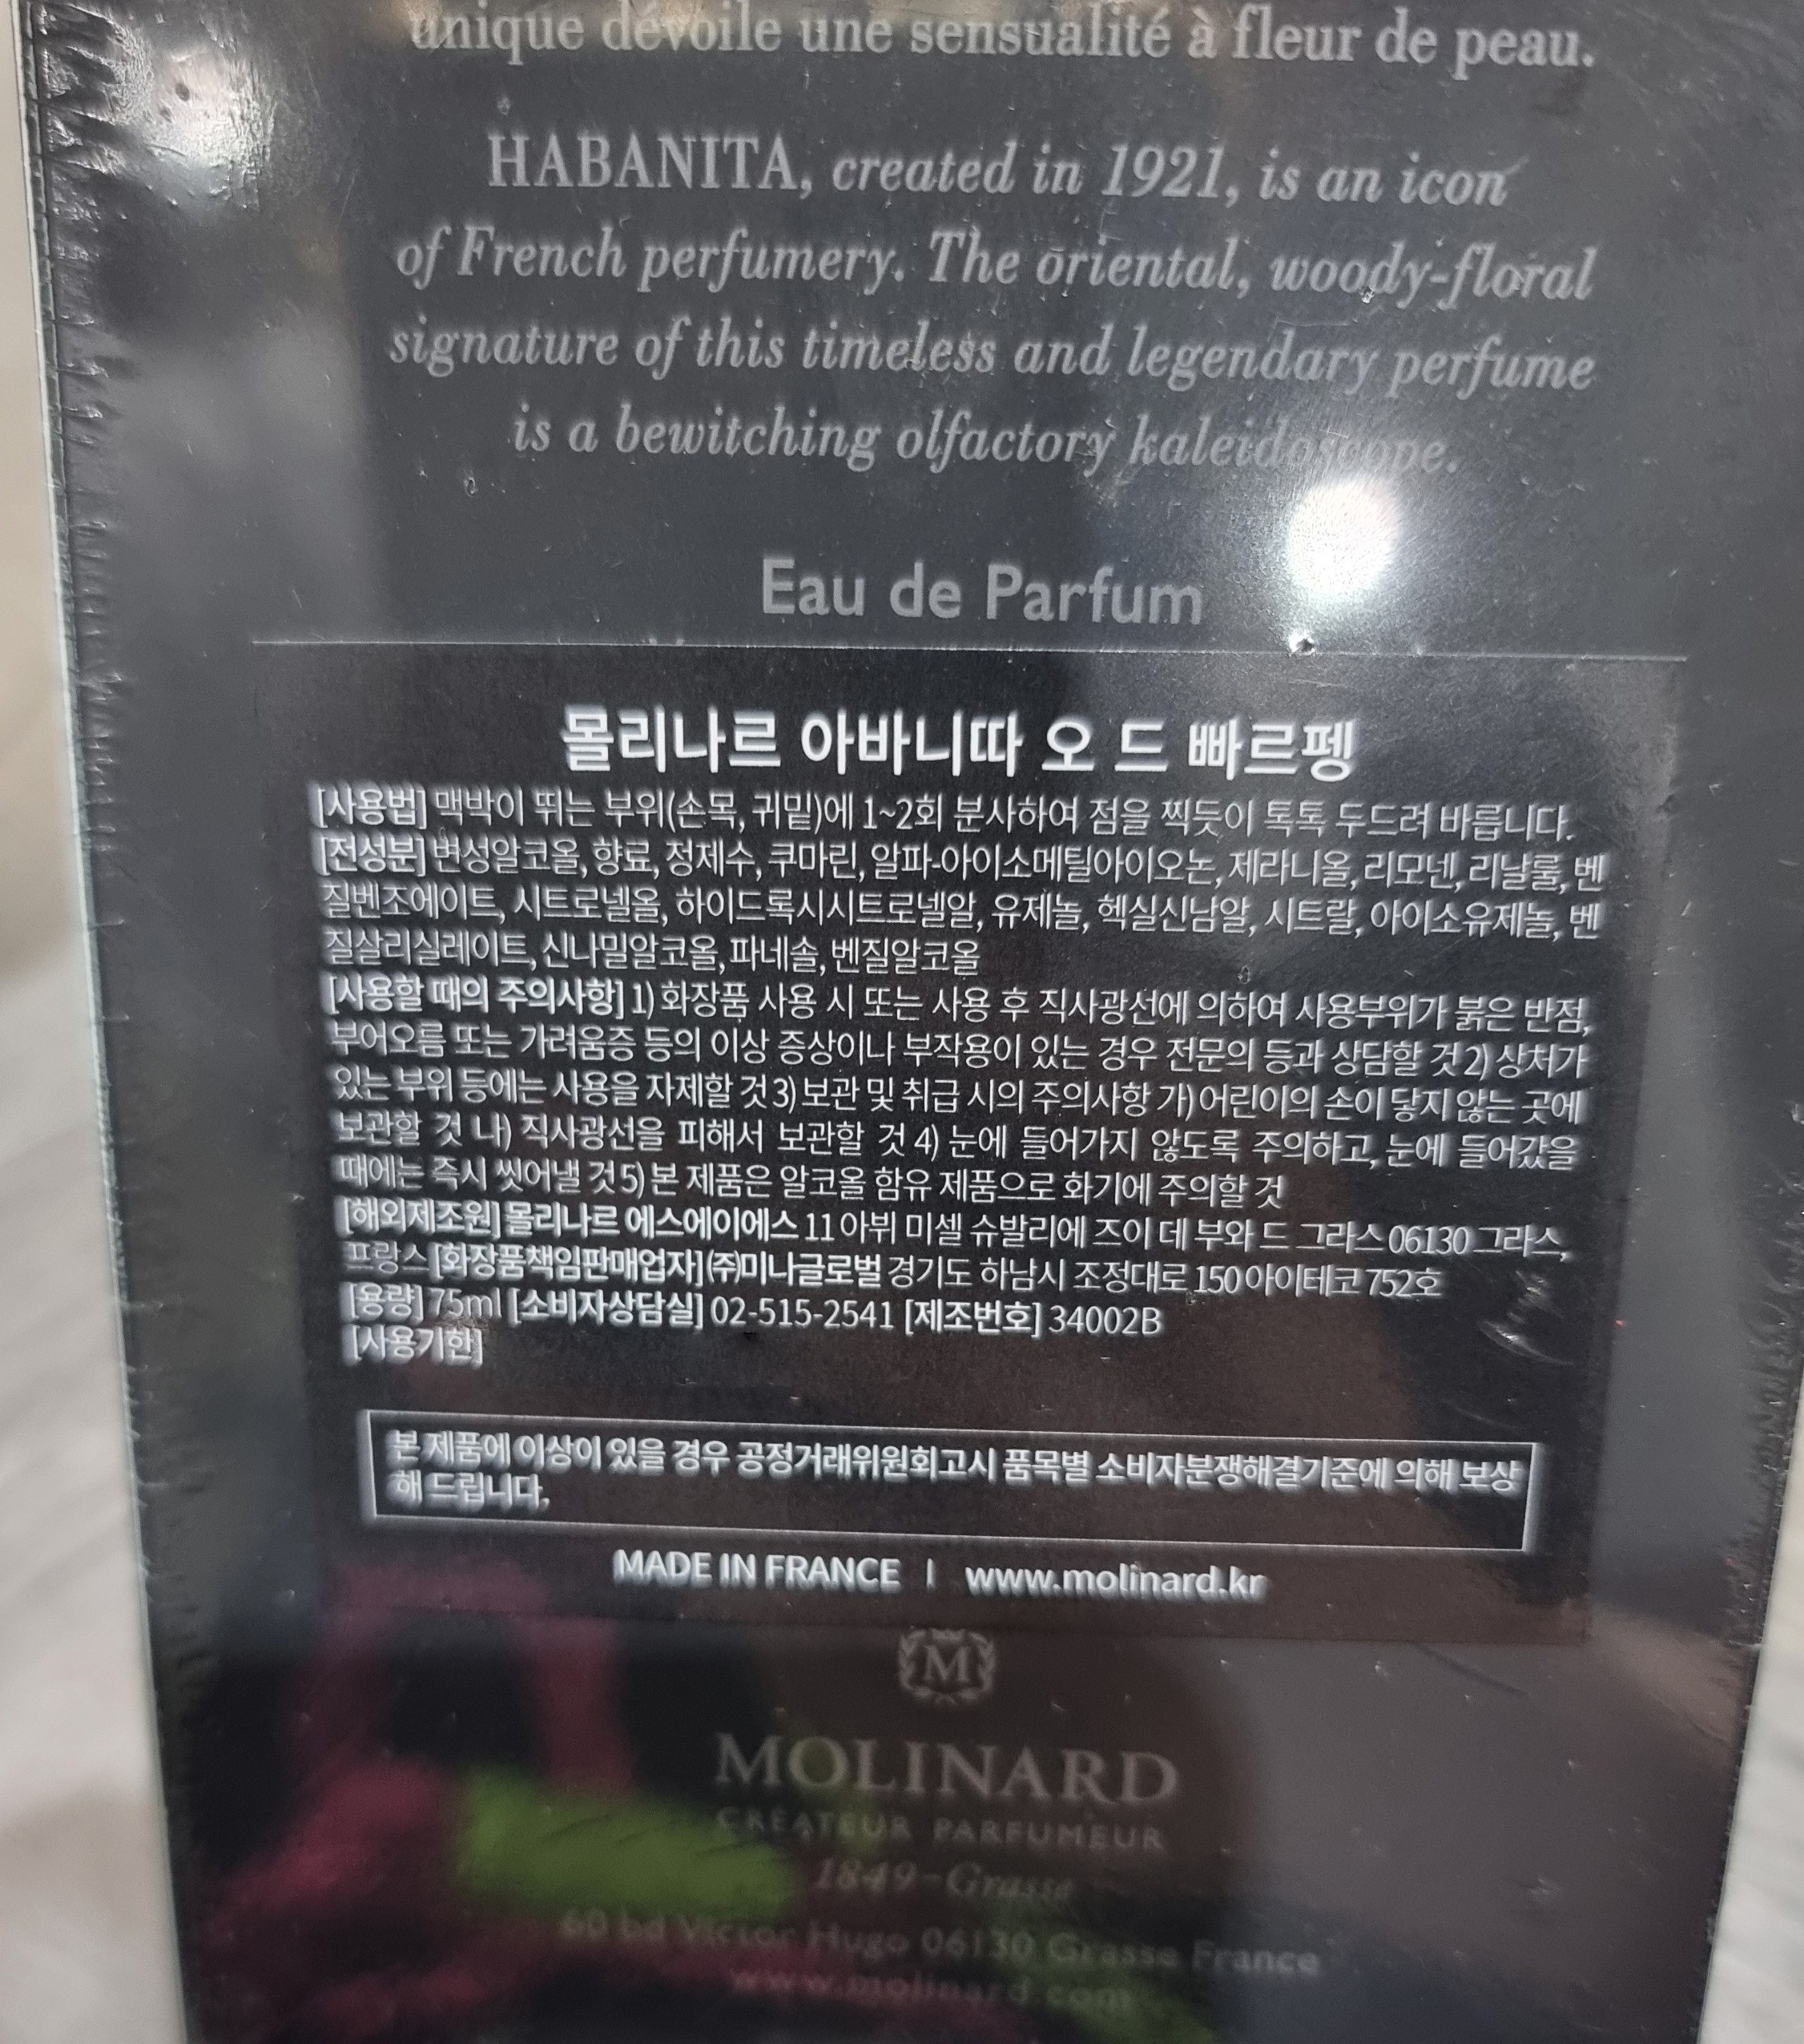 unique dévoile une sensualité à fleur de peau.
HABANITA, created in 1921, is an icon
of French perfumery. The oriental, woody-floral
signature of this timeless and legendary perfume
is a bewitching olfactory kaleidoscope.
Eau de Parfum
몰리나르 아바니따 오 드 빠르펭
[사용법] 맥박이 뛰는 부위(손목, 귀밑)에 1~2회 분사하여 점을 찍듯이 톡톡 두드려 바릅니다.
[전성분] 변성알코올, 향료, 정제수, 쿠마린, 알파-아이소메틸아이오논, 제라니올, 리모넨, 리날룰, 벤
질벤조에이트, 시트로넬올, 하이드록시시트로넬알, 유제놀, 헥실신남알, 시트랄, 아이소유제놀, 벤
질살리실레이트, 신나밀알코올, 파네솔, 벤질알코올
[사용할 때의 주의사항] 1) 화장품 사용 시 또는 사용 후 직사광선에 의하여 사용부위가 붉은 반점,
부어오름 또는 가려움증 등의 이상 증상이나 부작용이 있는 경우 전문의 등과 상담할 것 2) 상처가
있는 부위 등에는 사용을 자제할 것 3) 보관 및 취급 시의 주의사항 가) 어린이의 손이 닿지 않는 곳에
보관할 것 나) 직사광선을 피해서 보관할 것 4) 눈에 들어가지 않도록 주의하고, 눈에 들어갔을
때에는 즉시 씻어낼 것 5) 본 제품은 알코올 함유 제품으로 화기에 주의할 것
[해외제조원] 몰리나르 에스에이에스 11 아뷔 미셸 슈발리에 즈이 데 부와 드 그라스 06130 그라스,
프랑스 [화장품책임판매업자] ㈜미나글로벌 경기도 하남시 조정대로 150 아이테코 752호
[용량] 75ml [소비자상담실] 02-515-2541 [제조번호] 34002B
[사용기한]
본 제품에 이상이 있을 경우 공정거래위원회고시 품목별 소비자분쟁해결기준에 의해 보상
해 드립니다.
MADE IN FRANCE | www.molinard.kr
M
MOLINARD
CRÉATEUR PARFUMEUR
1849-Grasse
60 bd Victor Hugo 06130 Grasse France
www.molinard.com